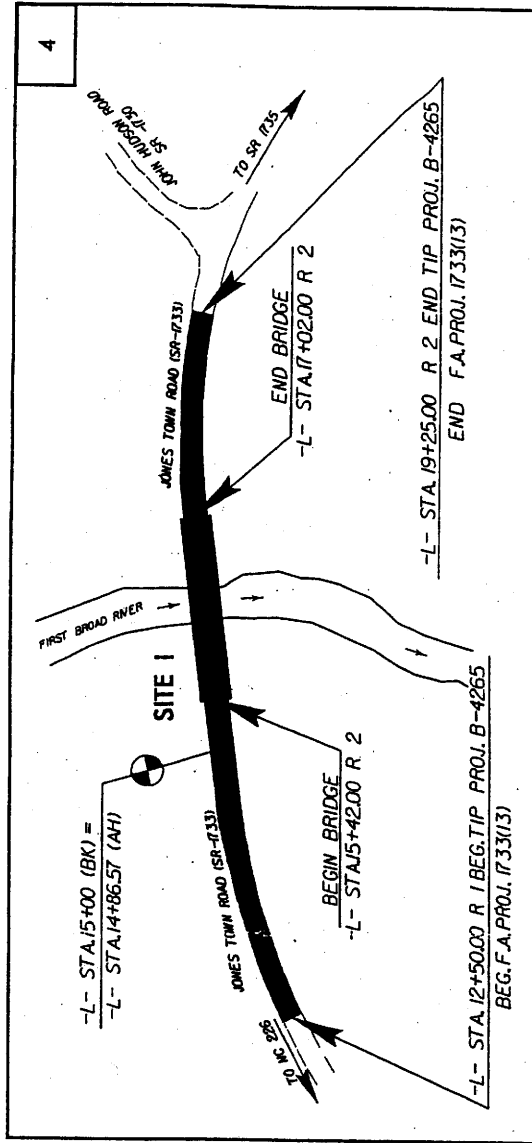 4
JOHN HUDSON ROAD
SR -1730
TO SR 1735
JONES TOWN ROAD (SR-1733)
END BRIDGE
-L- STA.17+02.00 R 2
-L- STA. 19+25.00 R 2 END TIP PROJ. B-4265
END F.A.PROJ. 1733(13)
FIRST BROAD RIVER
SITE 1
-L- STA.15+00 (BK) =
-L- STA.14+86.57 (AH)
BEGIN BRIDGE
-L- STA.15+42.00 R 2
JONES TOWN ROAD (SR-1733)
TO NC 226
-L- STA. 12+50.00 R 1 BEG.TIP PROJ. B-4265
BEG.F.A.PROJ. 1733(13)